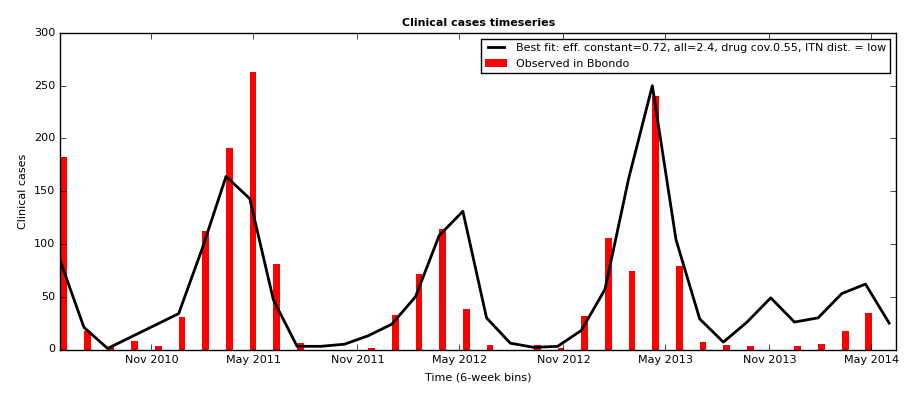 Clinical cases timeseries
Best fit: eff. constant=0.72, all=2.4, drug cov.0.55, ITN dist. = low
Observed in Bbondo
300
250
200
150
100
50
0
Clinical cases
Nov 2010 May 2011 Nov 2011 May 2012 Nov 2012 May 2013 Nov 2013 May 2014
Time (6-week bins)